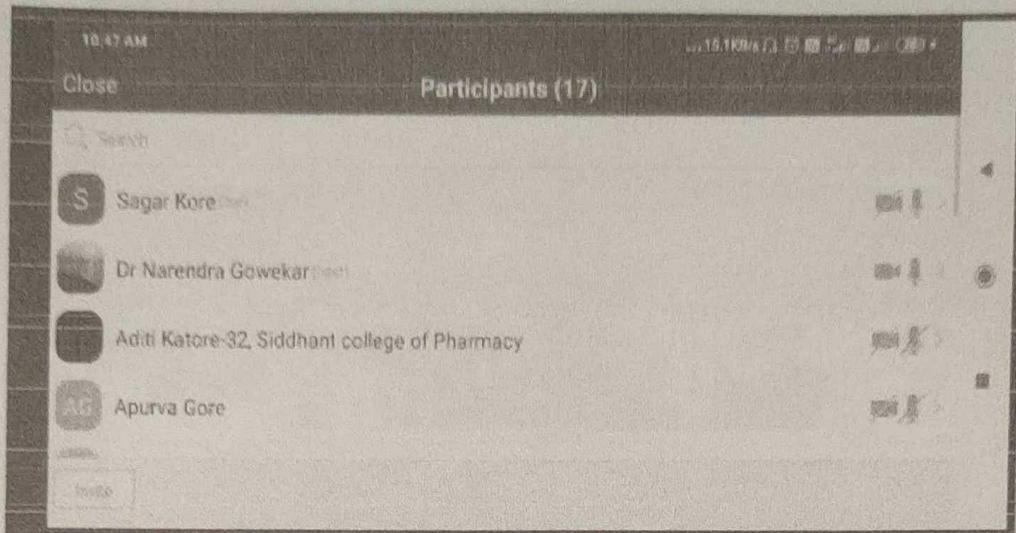 10:47 AM
Close
Participants (17)
Search
S
Sagar Kore
Dr Narendra Gowekar
Aditi Katore-32, Siddhant college of Pharmacy
AG
Apurva Gore
Invite